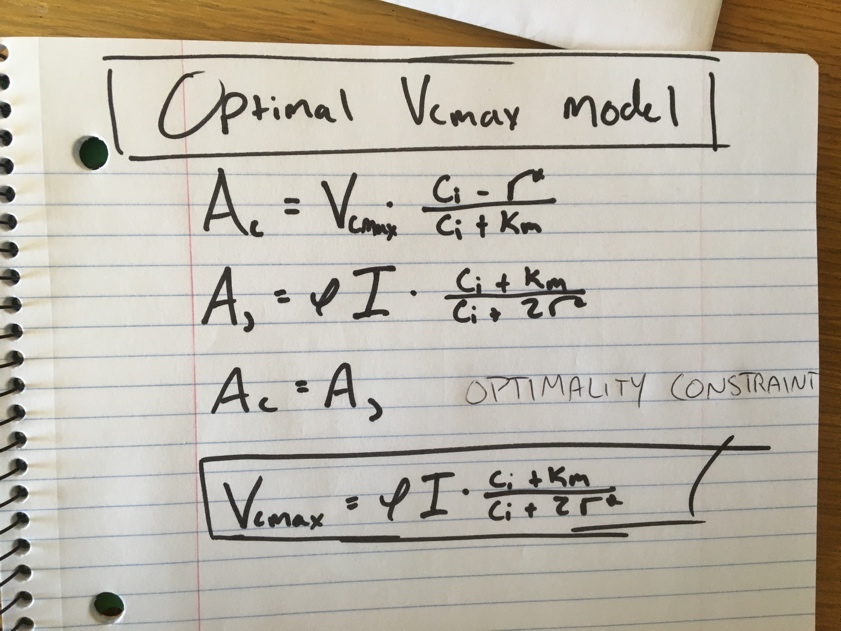 Optimal Vcmax model
Ac = Vcmax · (ci - Γ*)/(ci + Km)
AJ = φI · (ci + Km)/(ci + 2Γ*)
Ac = AJ OPTIMALITY CONSTRAINT
Vcmax = φI · (ci + Km)/(ci + 2Γ*)